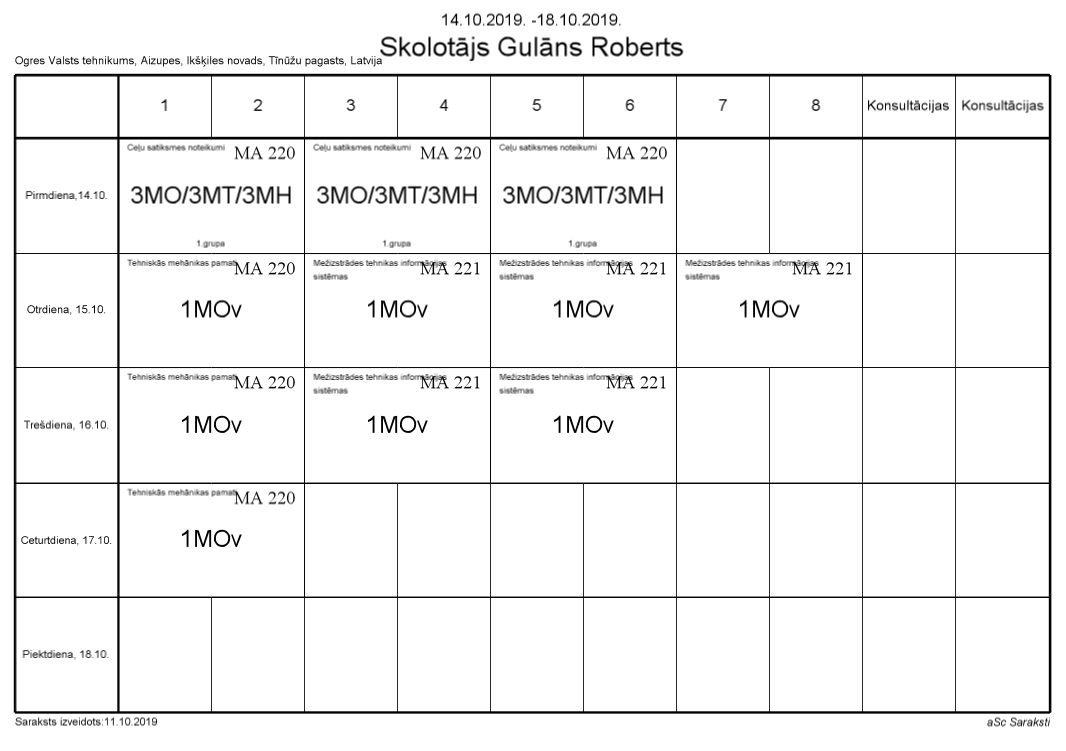 14.10.2019. -18.10.2019.
Skolotājs Gulāns Roberts
Ogres Valsts tehnikums, Aizupes, Ikšķiles novads, Tīnūžu pagasts, Latvija
1 2 3 4 5 6 7 8 Konsultācijas Konsultācijas
Pirmdiena,14.10.
Ceļu satiksmes noteikumi MA 220
3MO/3MT/3MH
1.grupa
Ceļu satiksmes noteikumi MA 220
3MO/3MT/3MH
1.grupa
Ceļu satiksmes noteikumi MA 220
3MO/3MT/3MH
1.grupa
Otrdiena, 15.10.
Tehniskās mehānikas pamati MA 220
1MOv
Mežizstrādes tehnikas informācijas MA 221
sistēmas
1MOv
Mežizstrādes tehnikas informācijas MA 221
sistēmas
1MOv
Mežizstrādes tehnikas informācijas MA 221
sistēmas
1MOv
Trešdiena, 16.10.
Tehniskās mehānikas pamati MA 220
1MOv
Mežizstrādes tehnikas informācijas MA 221
sistēmas
1MOv
Mežizstrādes tehnikas informācijas MA 221
sistēmas
1MOv
Ceturtdiena, 17.10.
Tehniskās mehānikas pamati MA 220
1MOv
Piektdiena, 18.10.
Saraksts izveidots:11.10.2019
aSc Saraksti